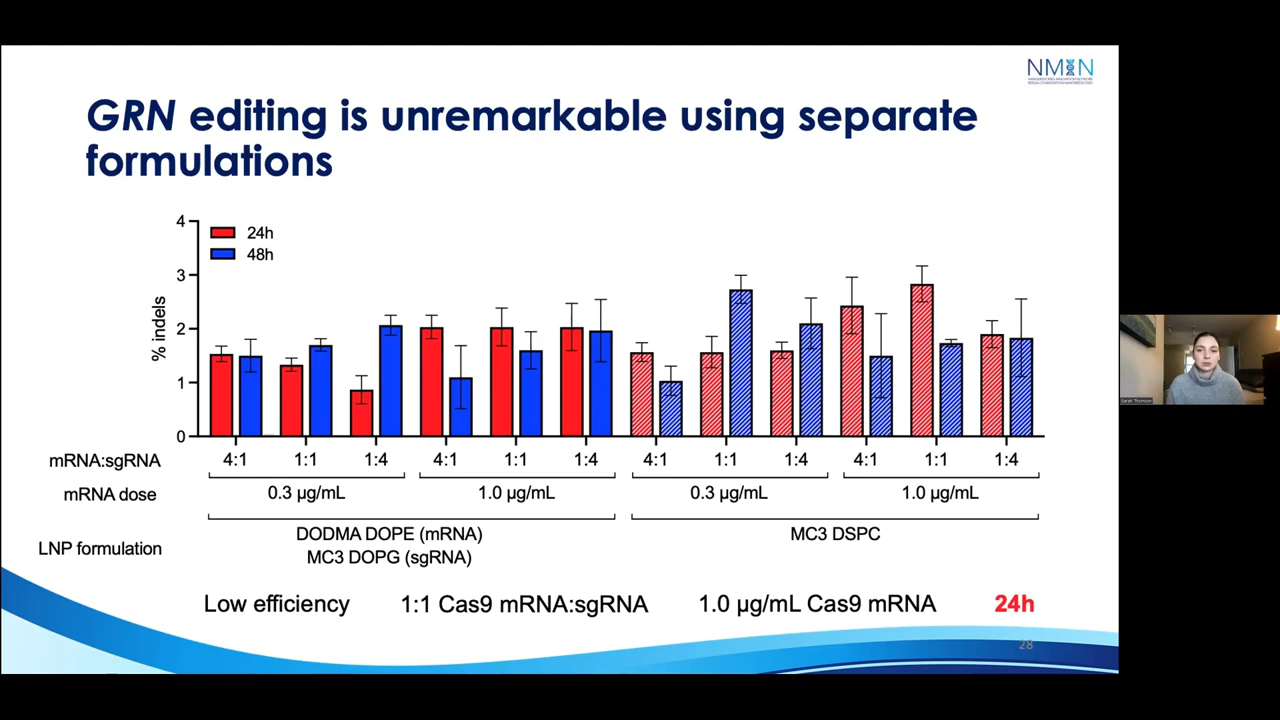 NMIN
GRN editing is unremarkable using separate
formulations
4
3
2
1
0
% indels
24h
48h
mRNA:sgRNA
4:1 1:1 1:4 4:1 1:1 1:4 4:1 1:1 1:4 4:1 1:1 1:4
mRNA dose
0.3 µg/mL 1.0 µg/mL 0.3 µg/mL 1.0 µg/mL
LNP formulation
DODMA DOPE (mRNA)
MC3 DOPG (sgRNA)
MC3 DSPC
Low efficiency 1:1 Cas9 mRNA:sgRNA 1.0 µg/mL Cas9 mRNA 24h
28
Sarah Thomson